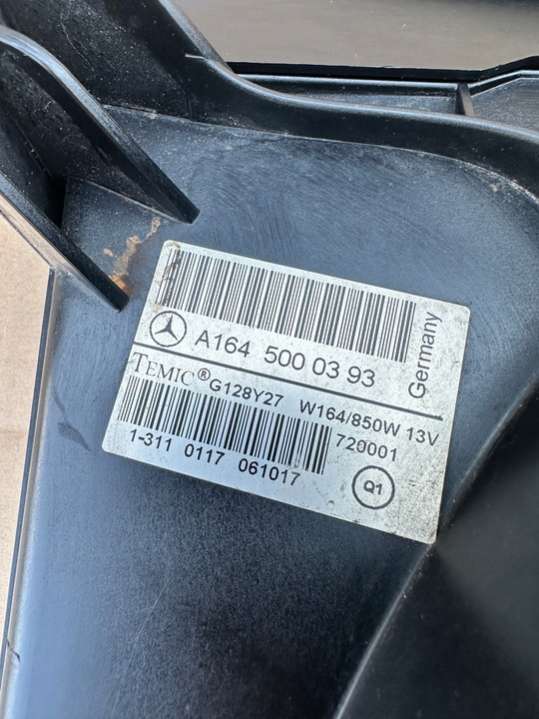 A164 500 03 93
Germany
TEMIC® G128Y27 W164/850W 13V
720001
1-311 0117 061017
Q1